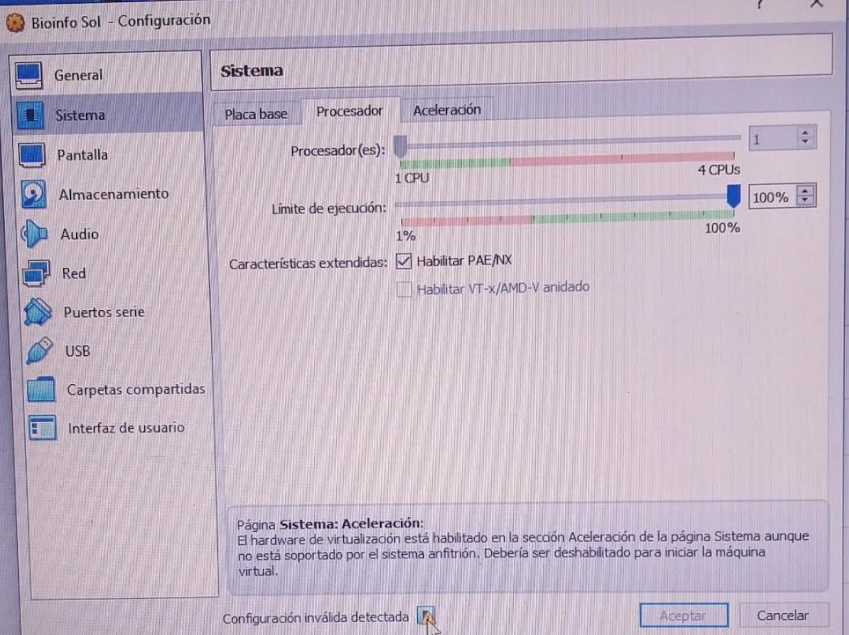 Bioinfo Sol - Configuración
?
General
Sistema
Pantalla
Almacenamiento
Audio
Red
Puertos serie
USB
Carpetas compartidas
Interfaz de usuario
Sistema
Placa base Procesador Aceleración
Procesador(es): 1
1 CPU 4 CPUs
Límite de ejecución: 100%
1% 100%
Características extendidas: Habilitar PAE/NX
Habilitar VT-x/AMD-V anidado
Página Sistema: Aceleración:
El hardware de virtualización está habilitado en la sección Aceleración de la página Sistema aunque
no está soportado por el sistema anfitrión. Debería ser deshabilitado para iniciar la máquina
virtual.
Configuración inválida detectada
Aceptar Cancelar